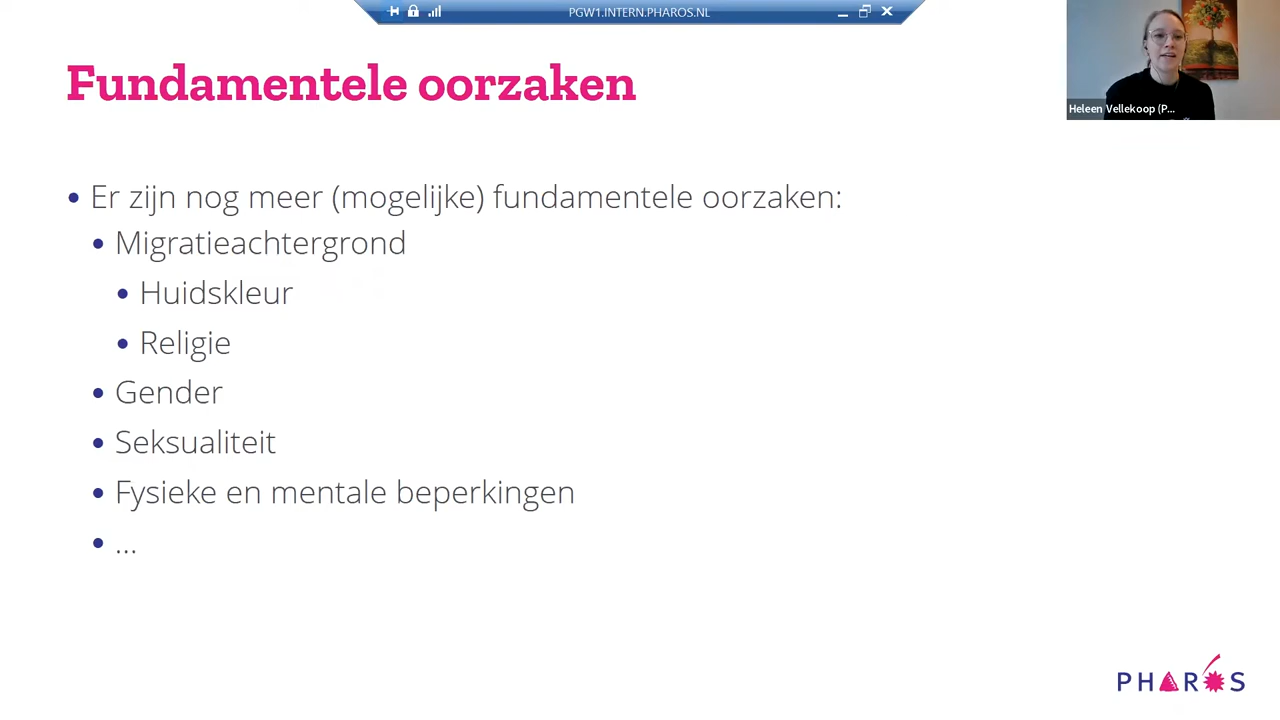 PGW1.INTERN.PHAROS.NL
Fundamentele oorzaken
Heleen Vellekoop (P...
• Er zijn nog meer (mogelijke) fundamentele oorzaken:
• Migratieachtergrond
• Huidskleur
• Religie
• Gender
• Seksualiteit
• Fysieke en mentale beperkingen
• ...
PHAROS